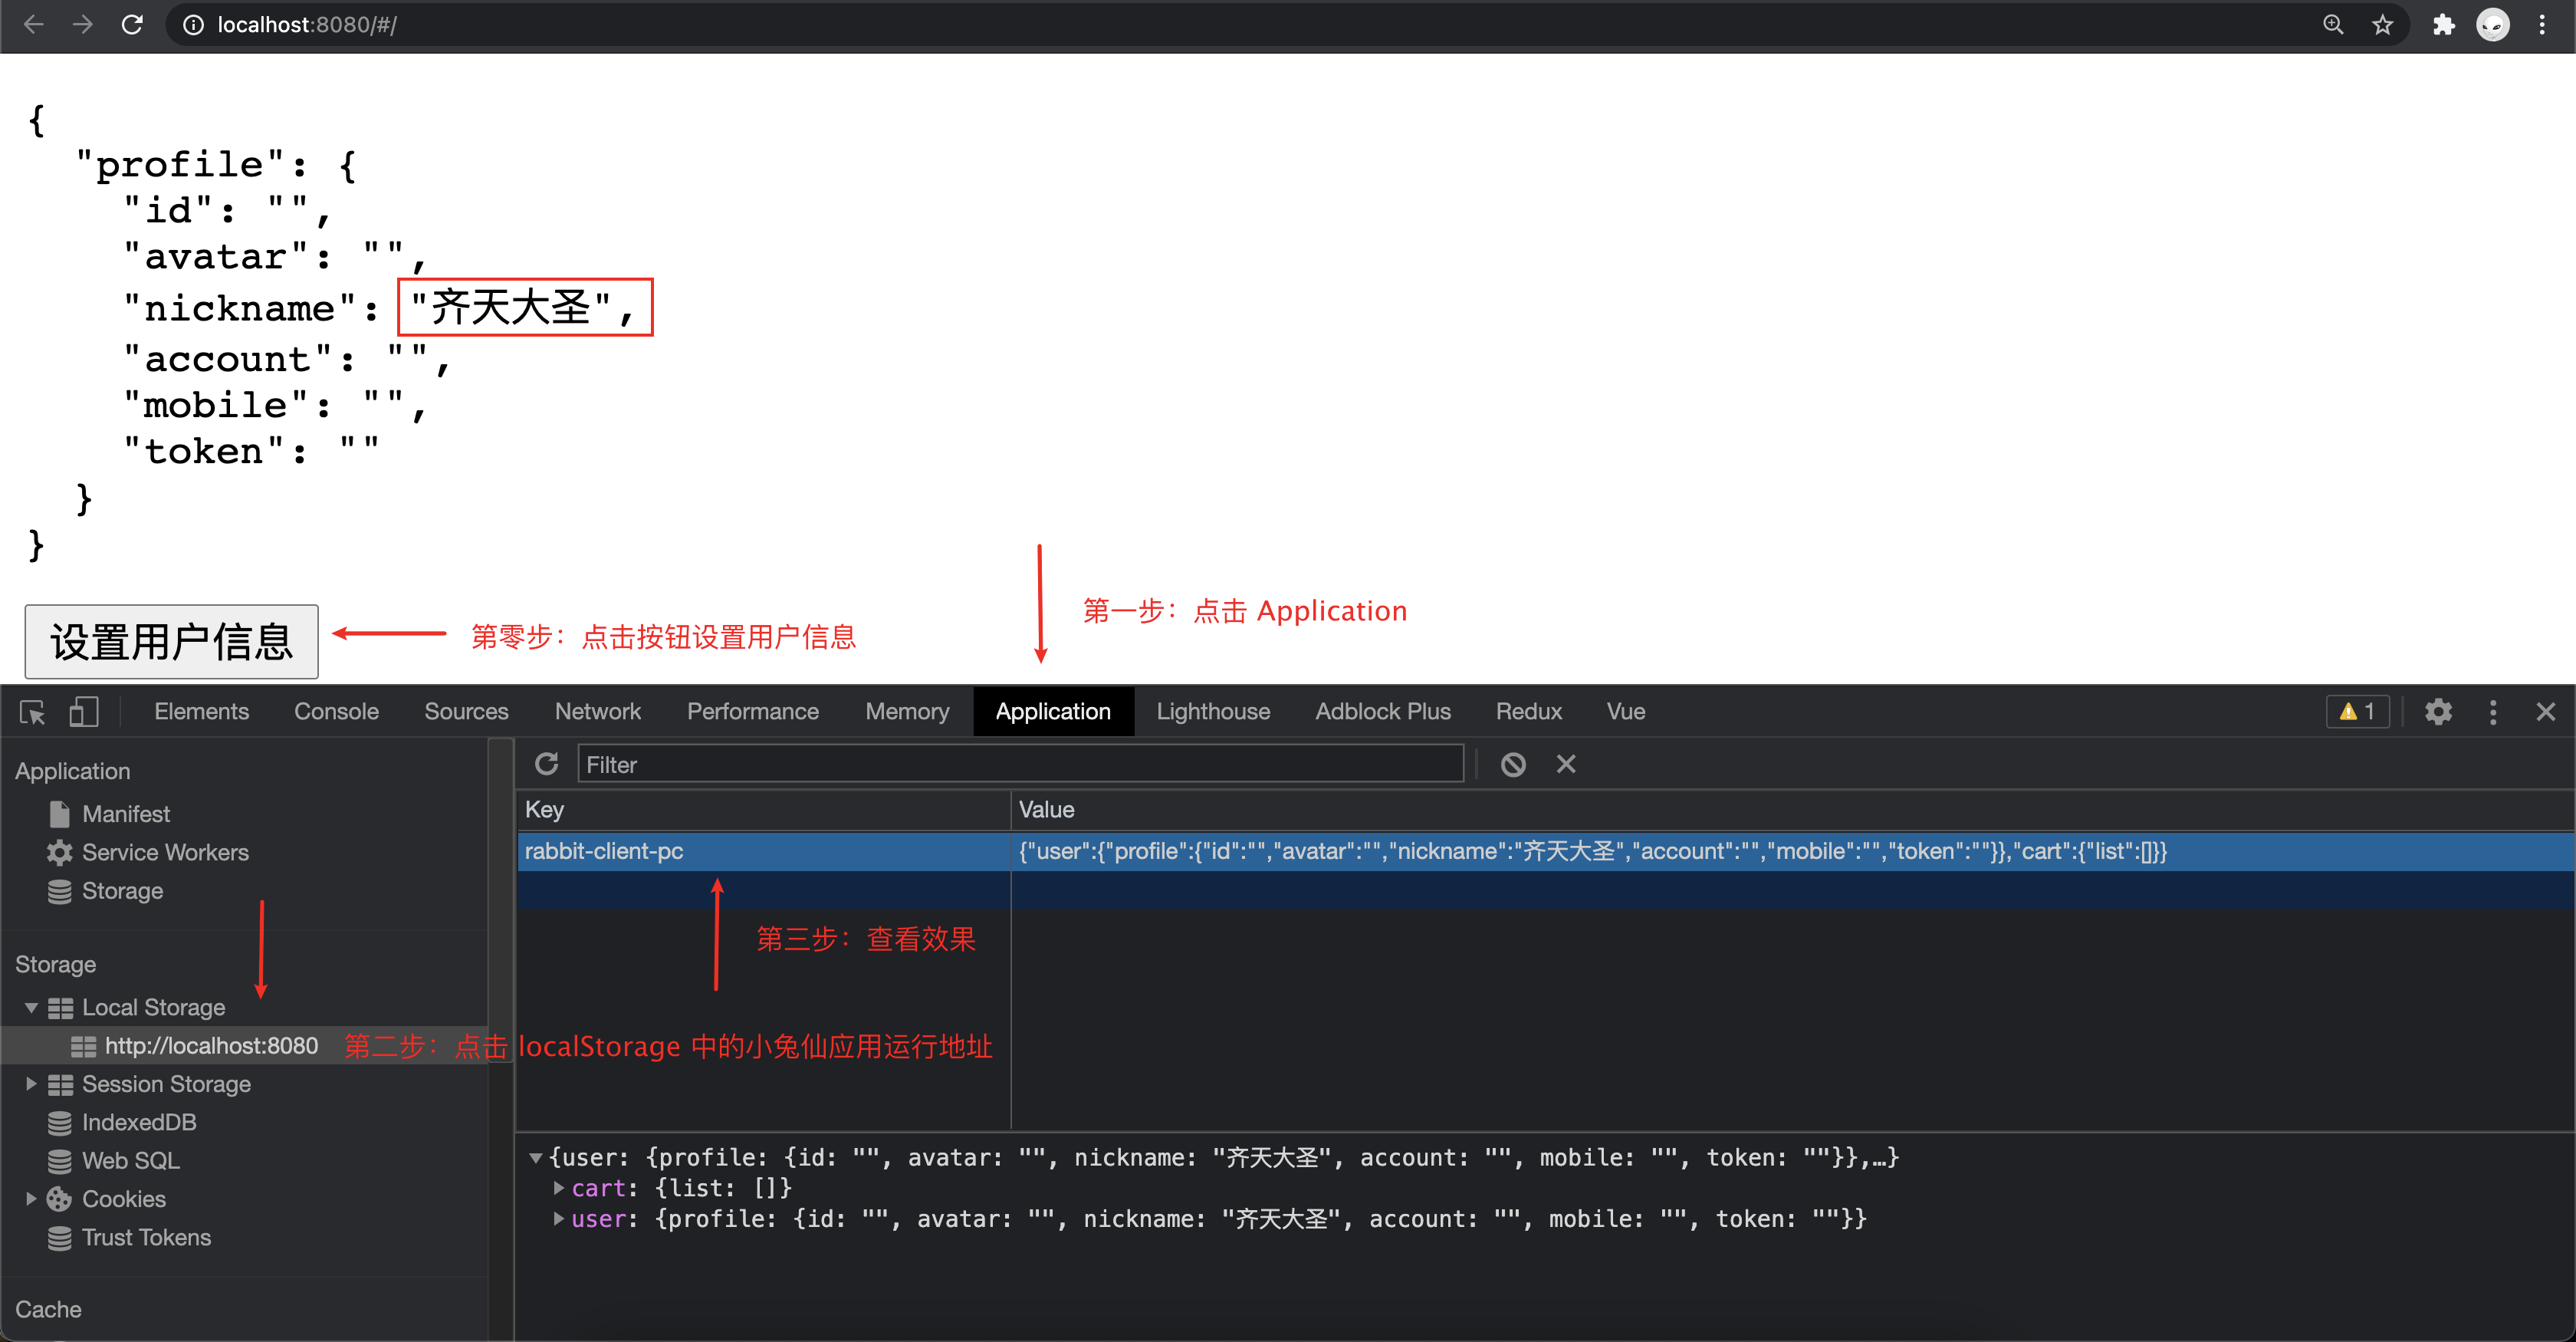 localhost:8080/#/
{
"profile": {
"id": "",
"avatar": "",
"nickname": "齐天大圣",
"account": "",
"mobile": "",
"token": ""
}
}
第一步：点击 Application
设置用户信息
第零步：点击按钮设置用户信息
Elements Console Sources Network Performance Memory Application Lighthouse Adblock Plus Redux Vue 1
Application
Manifest
Service Workers
Storage
Storage
Local Storage
http://localhost:8080
第二步：点击 localStorage 中的小兔仙应用运行地址
Session Storage
IndexedDB
Web SQL
Cookies
Trust Tokens
Cache
Filter
Key Value
rabbit-client-pc {"user":{"profile":{"id":"","avatar":"","nickname":"齐天大圣","account":"","mobile":"","token":""}},"cart":{"list":[]}}
第三步：查看效果
{user: {profile: {id: "", avatar: "", nickname: "齐天大圣", account: "", mobile: "", token: ""}},…}
cart: {list: []}
user: {profile: {id: "", avatar: "", nickname: "齐天大圣", account: "", mobile: "", token: ""}}